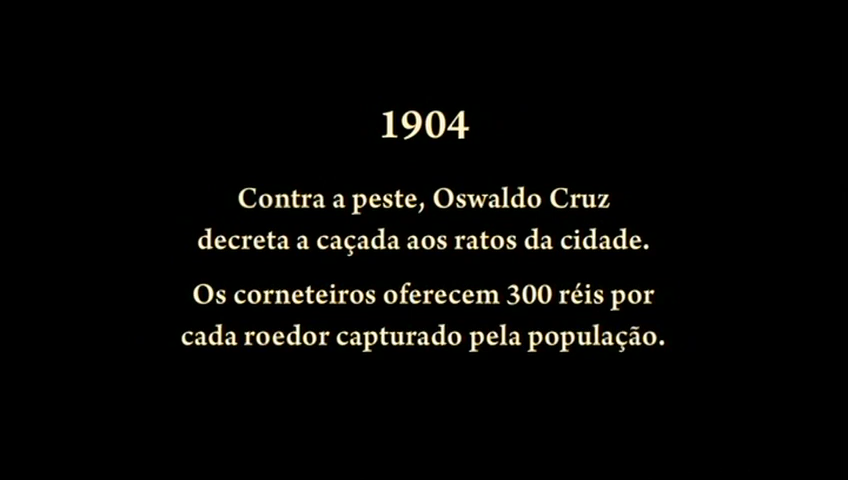 1904
Contra a peste, Oswaldo Cruz
decreta a caçada aos ratos da cidade.
Os corneteiros oferecem 300 réis por
cada roedor capturado pela população.